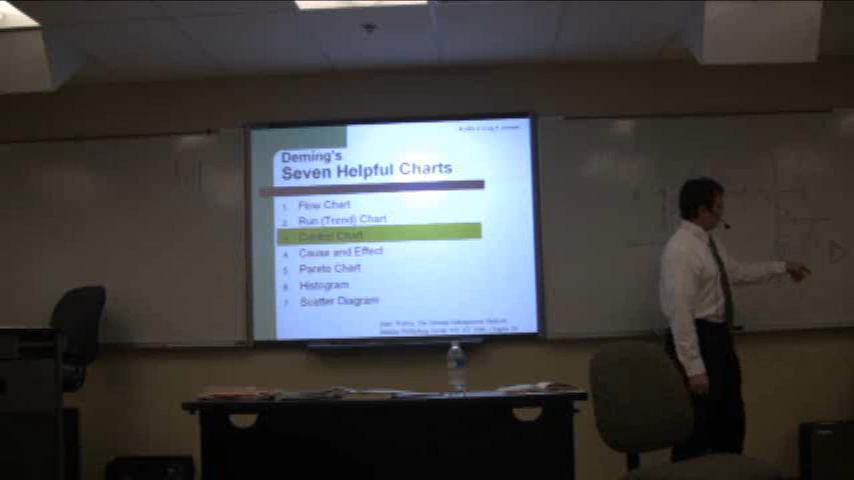 Deming's
Seven Helpful Charts
1. Flow Chart
2. Run (Trend) Chart
3. Control Chart
4. Cause and Effect
5. Pareto Chart
6. Histogram
7. Scatter Diagram